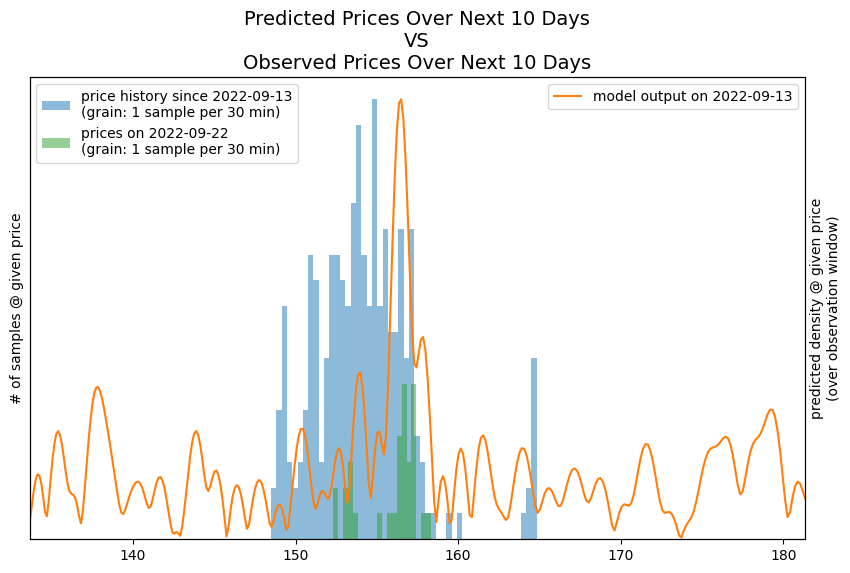 Predicted Prices Over Next 10 Days
VS
Observed Prices Over Next 10 Days
price history since 2022-09-13
(grain: 1 sample per 30 min)
prices on 2022-09-22
(grain: 1 sample per 30 min)
model output on 2022-09-13
# of samples @ given price
predicted density @ given price
(over observation window)
140
150
160
170
180